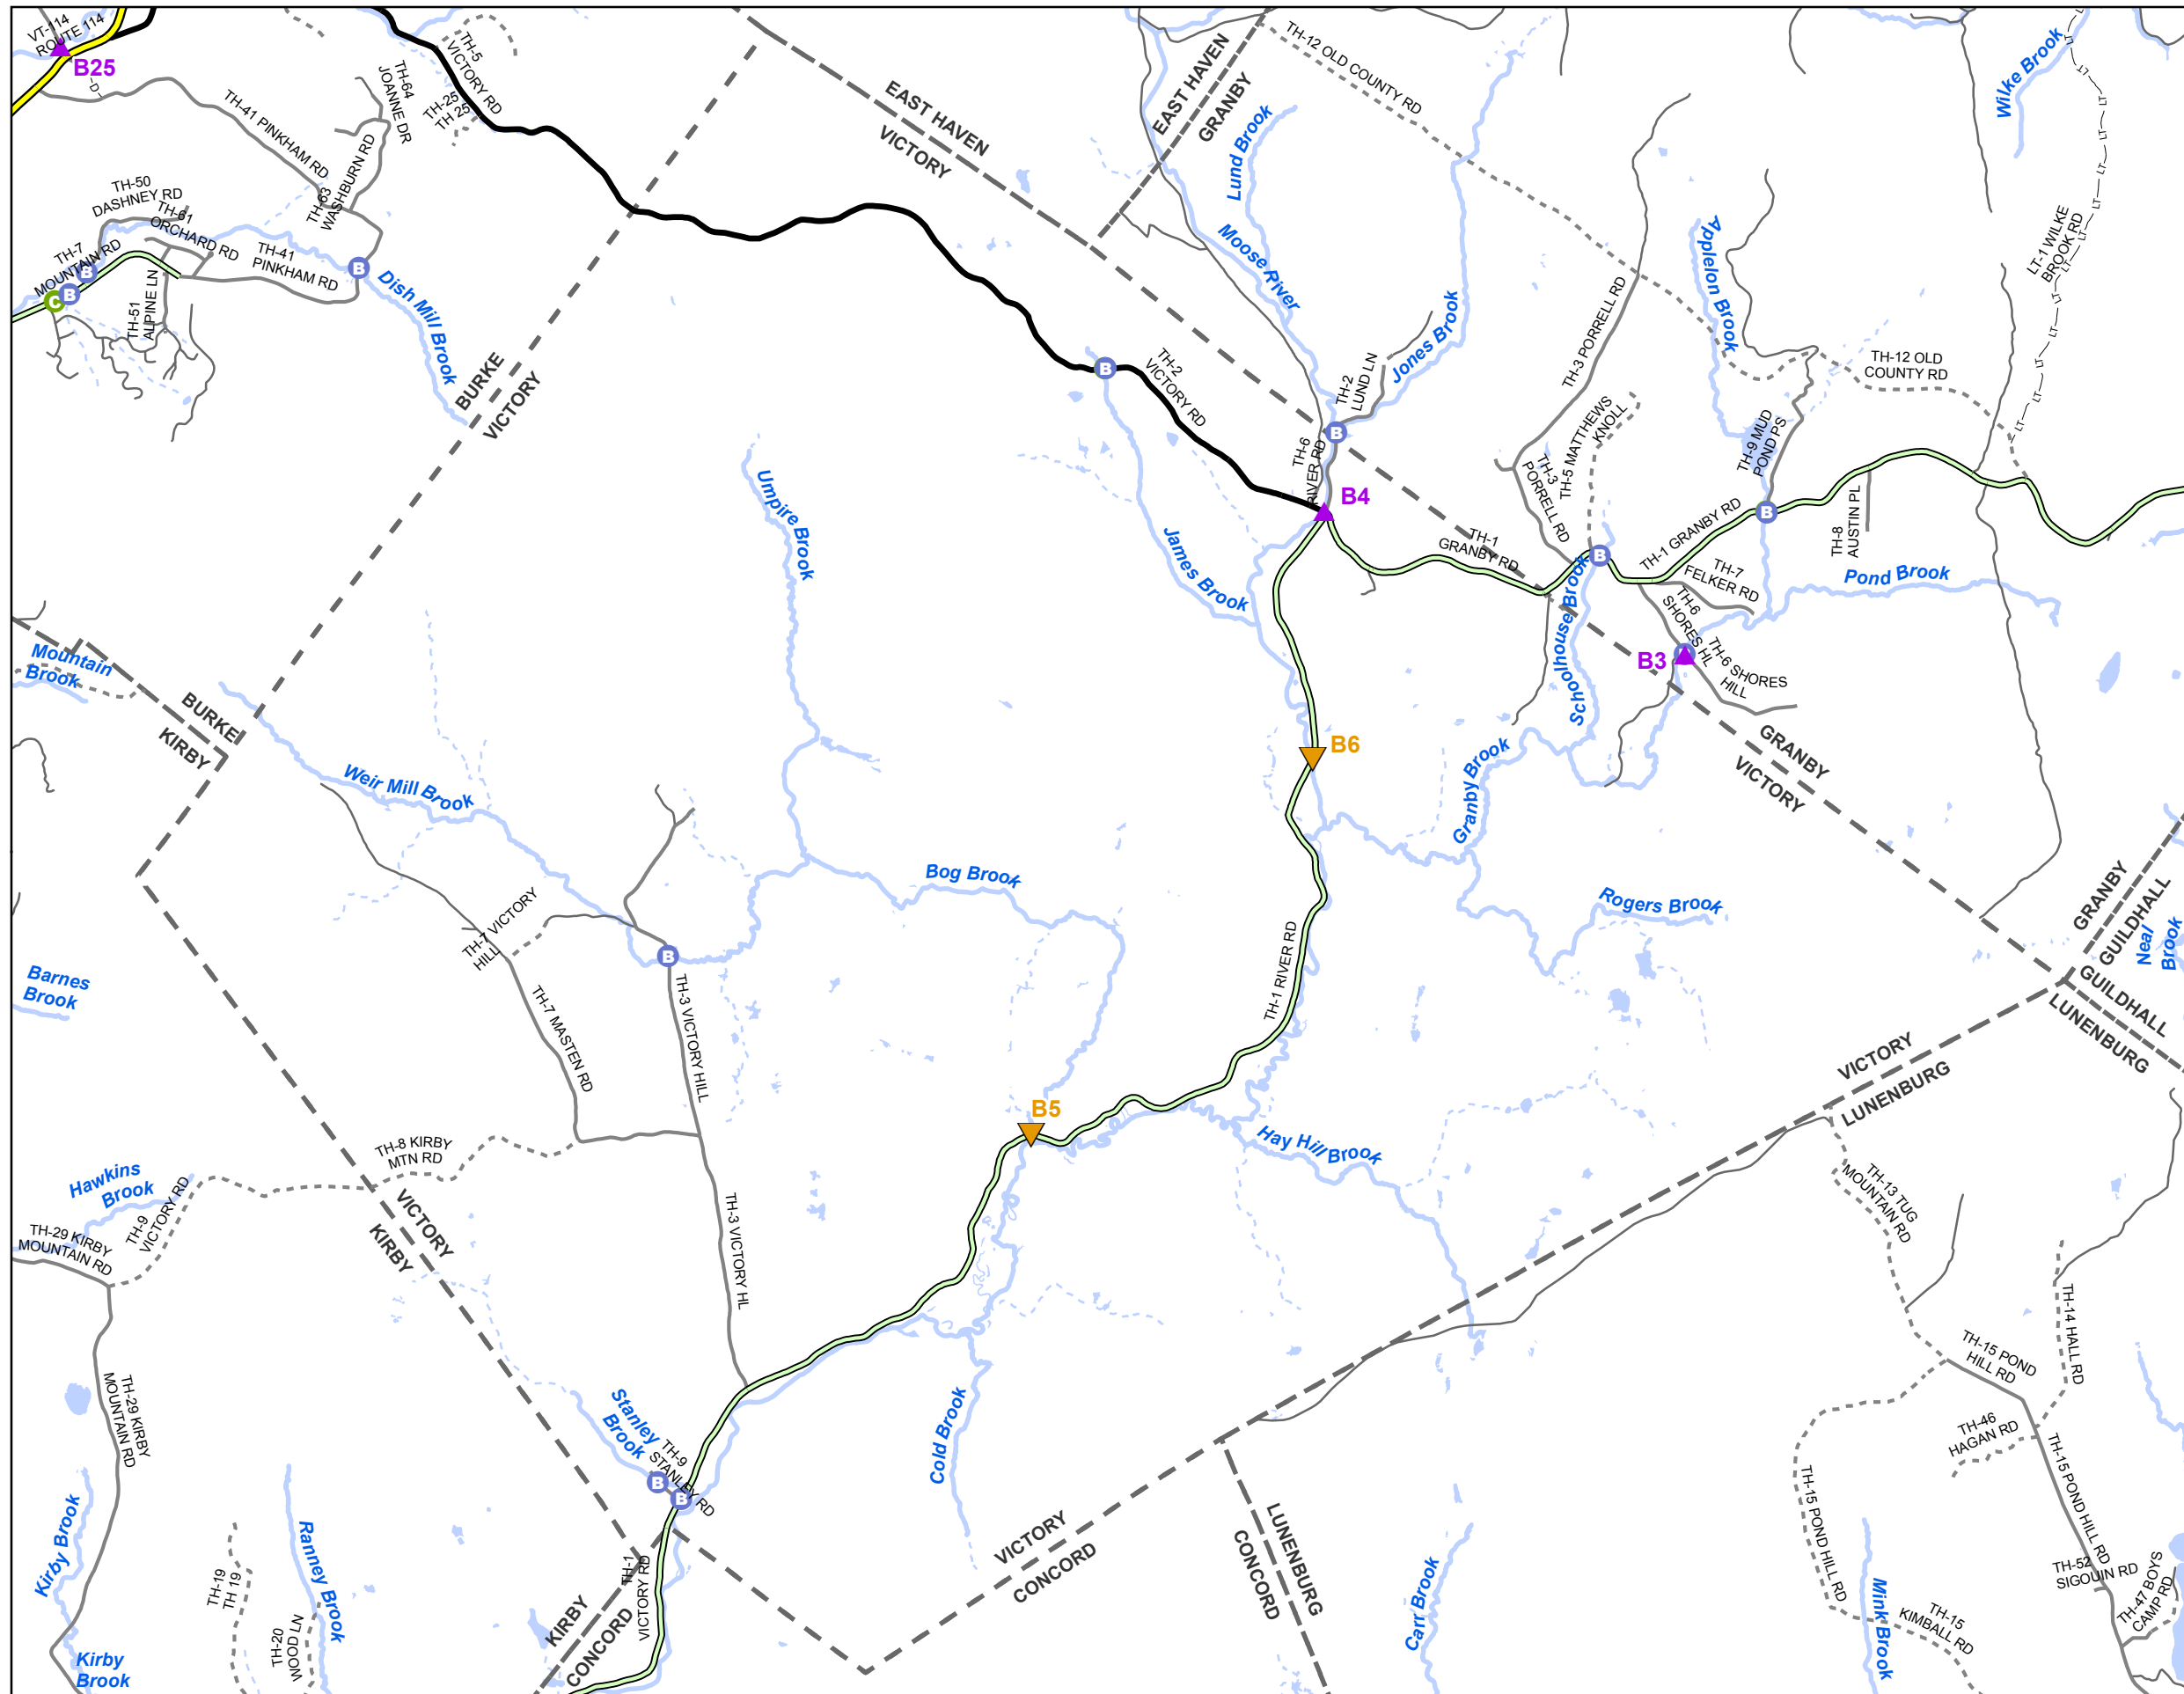 VT-114
ROUTE 114
B25
D
TH-5
VICTORY RD
TH-64
JOANNE DR
TH-25
TH 25
TH-41 PINKHAM RD
TH-63
WASHBURN RD
TH-50
DASHNEY RD
TH-61
ORCHARD RD
TH-7
MOUNTAIN RD
TH-41
PINKHAM RD
B
B
B
C
TH-51
ALPINE LN
Dish Mill Brook
BURKE
VICTORY
EAST HAVEN
VICTORY
EAST HAVEN
GRANBY
TH-12 OLD COUNTY RD
Lund Brook
Moose River
Jones Brook
Wilke Brook
LT
LT
LT
LT
LT
LT
LT
LT
LT
LT
LT
LT
LT
LT-1 WILKE
BROOK RD
Applelon Brook
TH-3 PORRELL RD
TH-12 OLD
COUNTY RD
B
TH-2
VICTORY RD
TH-2
LUND LN
B
TH-6
RIVER RD
B4
TH-5 MATTHEWS
KNOLL
TH-3
PORRELL RD
TH-9 MUD
POND PS
B
TH-1 GRANBY RD
TH-8
AUSTIN PL
TH-1
GRANBY RD
B
TH-7
FELKER RD
Pond Brook
TH-6
SHORES HL
TH-6 SHORES
HILL
B3
Schoolhouse Brook
Umpire Brook
James Brook
Mountain
Brook
BURKE
KIRBY
Weir Mill Brook
B6
Granby Brook
GRANBY
VICTORY
Bog Brook
Rogers Brook
GRANBY
GUILDHALL
Neal
Brook
GUILDHALL
LUNENBURG
TH-7 VICTORY
HILL
B
Barnes
Brook
TH-7 MASTEN RD
TH-3 VICTORY HILL
TH-1 RIVER RD
VICTORY
LUNENBURG
B5
Hay Hill Brook
TH-8 KIRBY
MTN RD
Hawkins
Brook
TH-9
VICTORY RD
VICTORY
KIRBY
TH-29 KIRBY
MOUNTAIN RD
TH-3 VICTORY HL
TH-13 TUG
MOUNTAIN RD
TH-14 HALL RD
TH-15 POND
HILL RD
TH-46
HAGAN RD
TH-29 KIRBY
MOUNTAIN RD
Stanley
Brook
TH-9
STANLEY RD
B
B
Cold Brook
TH-15 POND HILL RD
TH-15 POND HILL RD
Kirby Brook
Ranney Brook
TH-19
TH 19
TH-20
WOOD LN
TH-1
VICTORY RD
KIRBY
CONCORD
VICTORY
CONCORD
LUNENBURG
CONCORD
Carr Brook
Mink Brook
TH-52
SIGOUIN RD
TH-47 BOYS
CAMP RD
TH-15
KIMBALL RD
Kirby
Brook